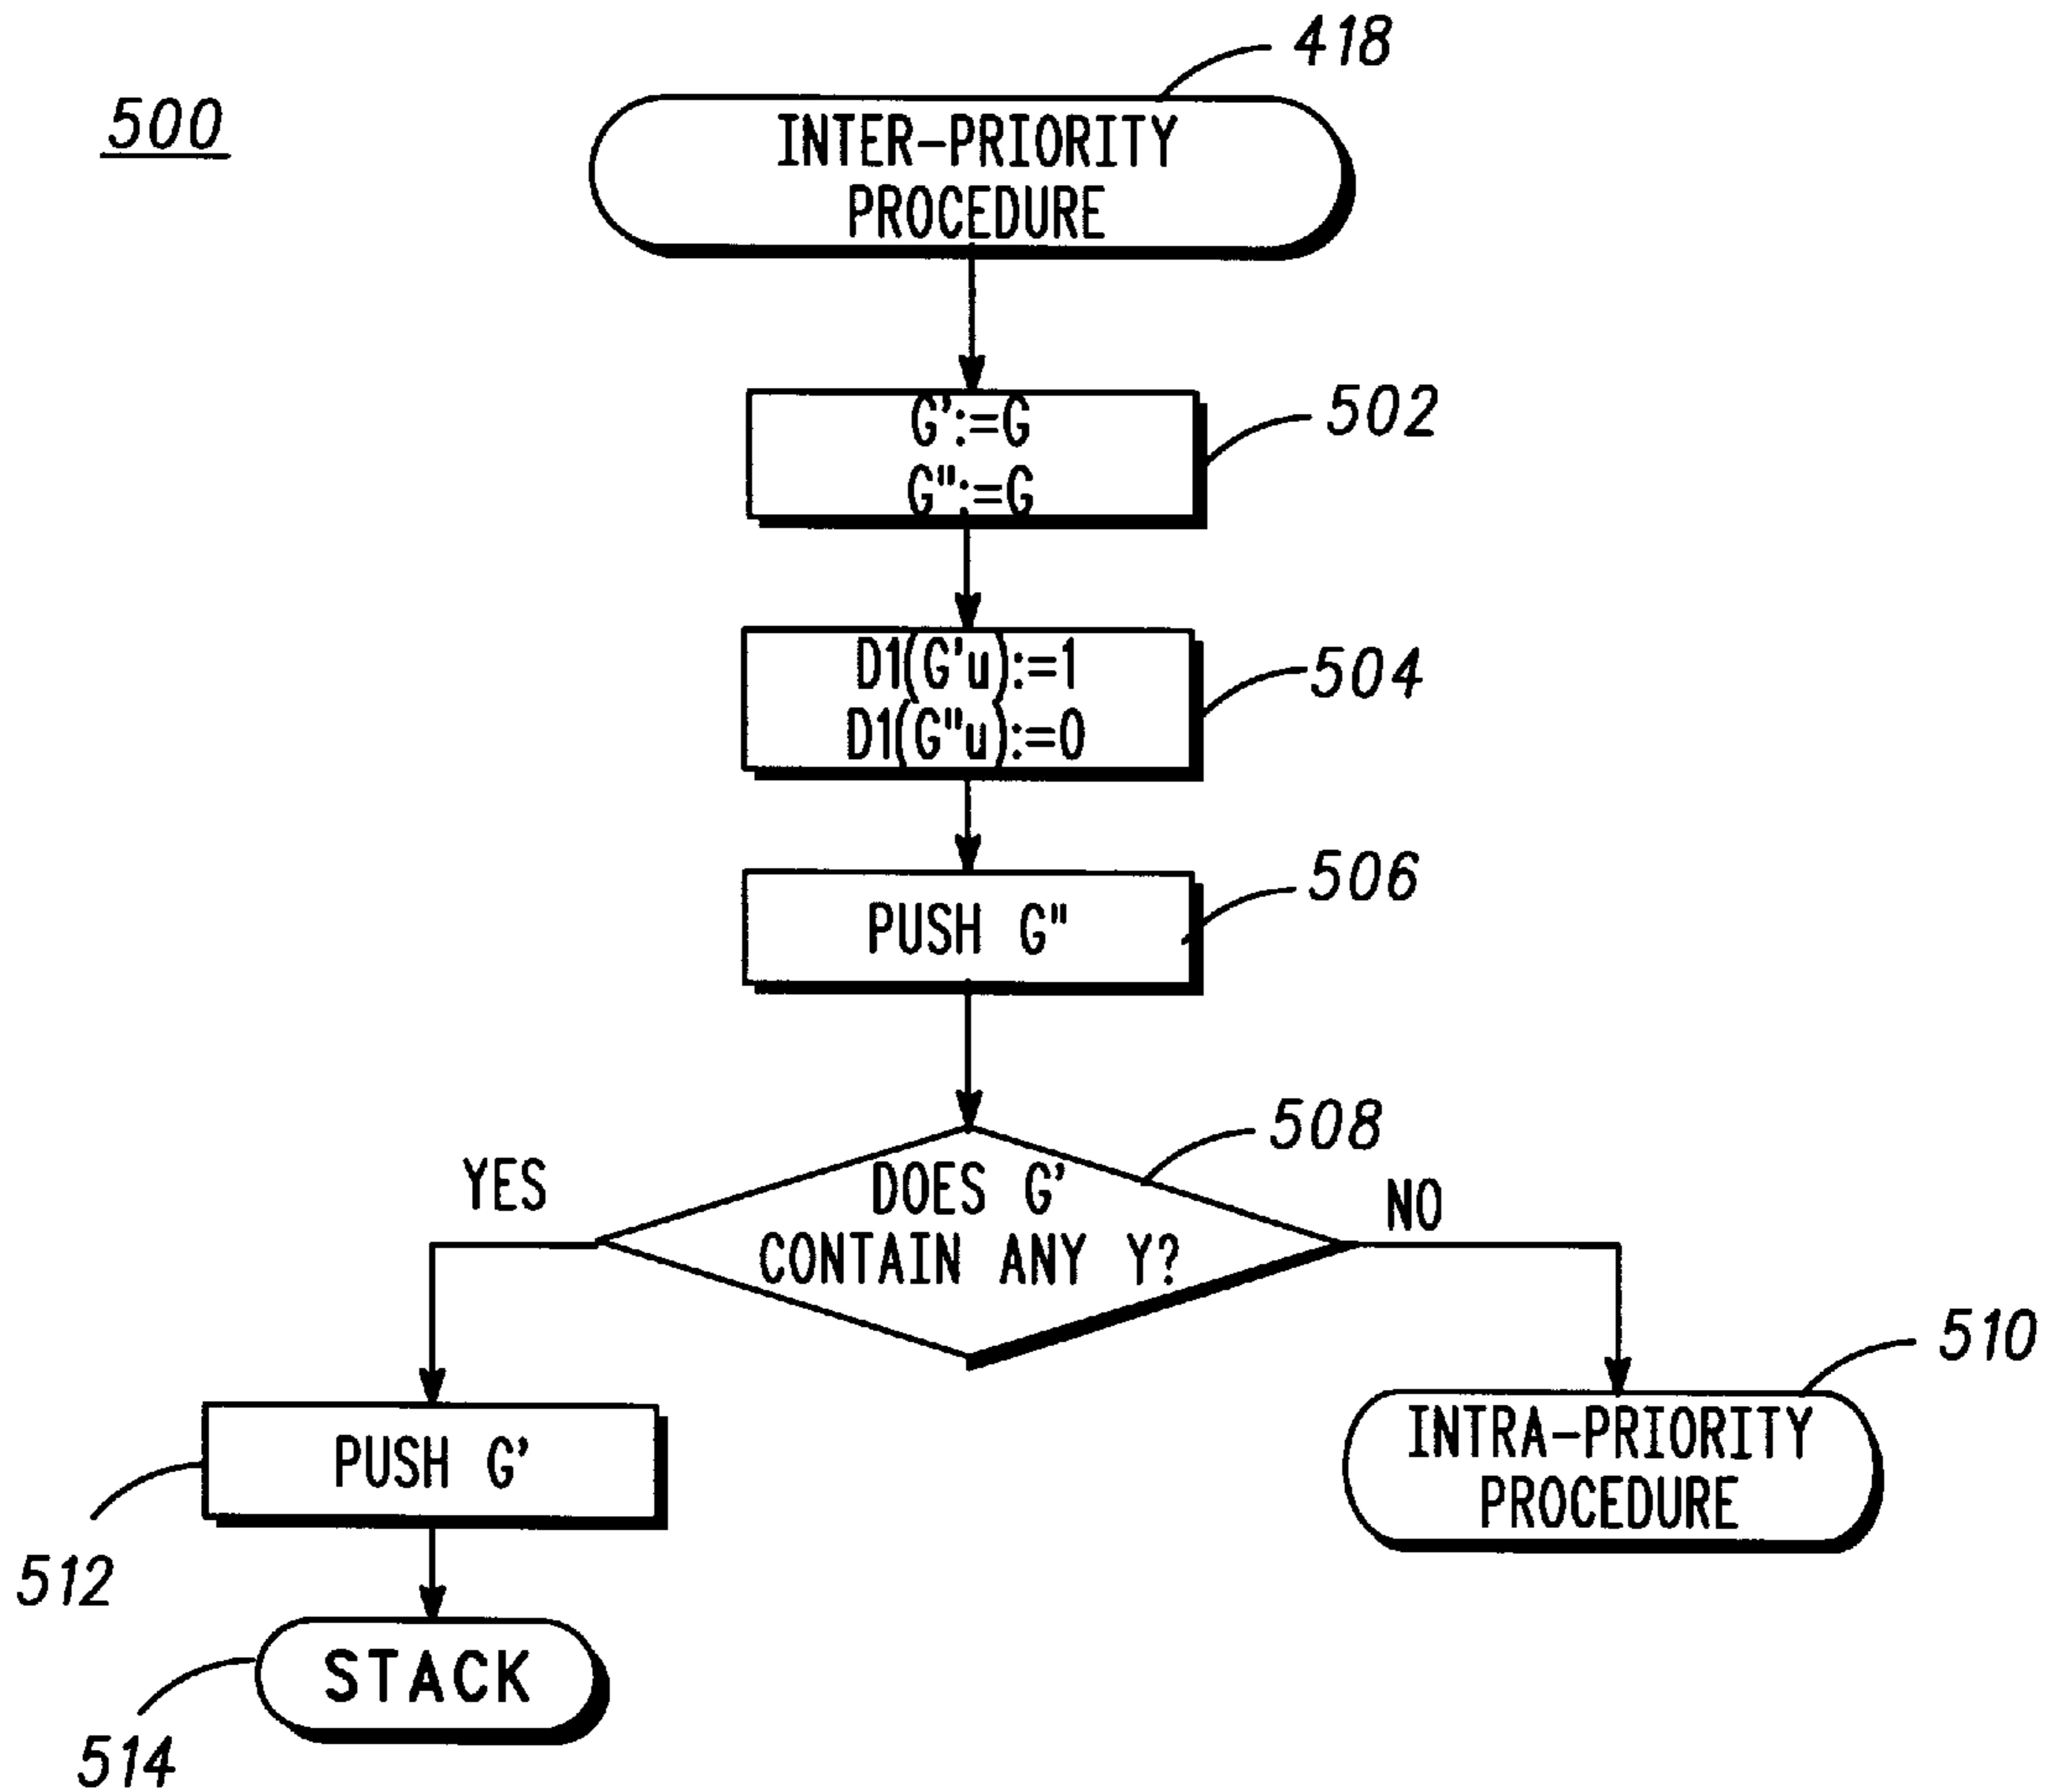 418
500
INTER-PRIORITY
PROCEDURE
G':=G
G":=G
502
D1(G'u):=1
D1(G"u):=0
504
PUSH G"
506
508
YES
DOES G'
CONTAIN ANY Y?
NO
510
PUSH G'
INTRA-PRIORITY
PROCEDURE
512
STACK
514